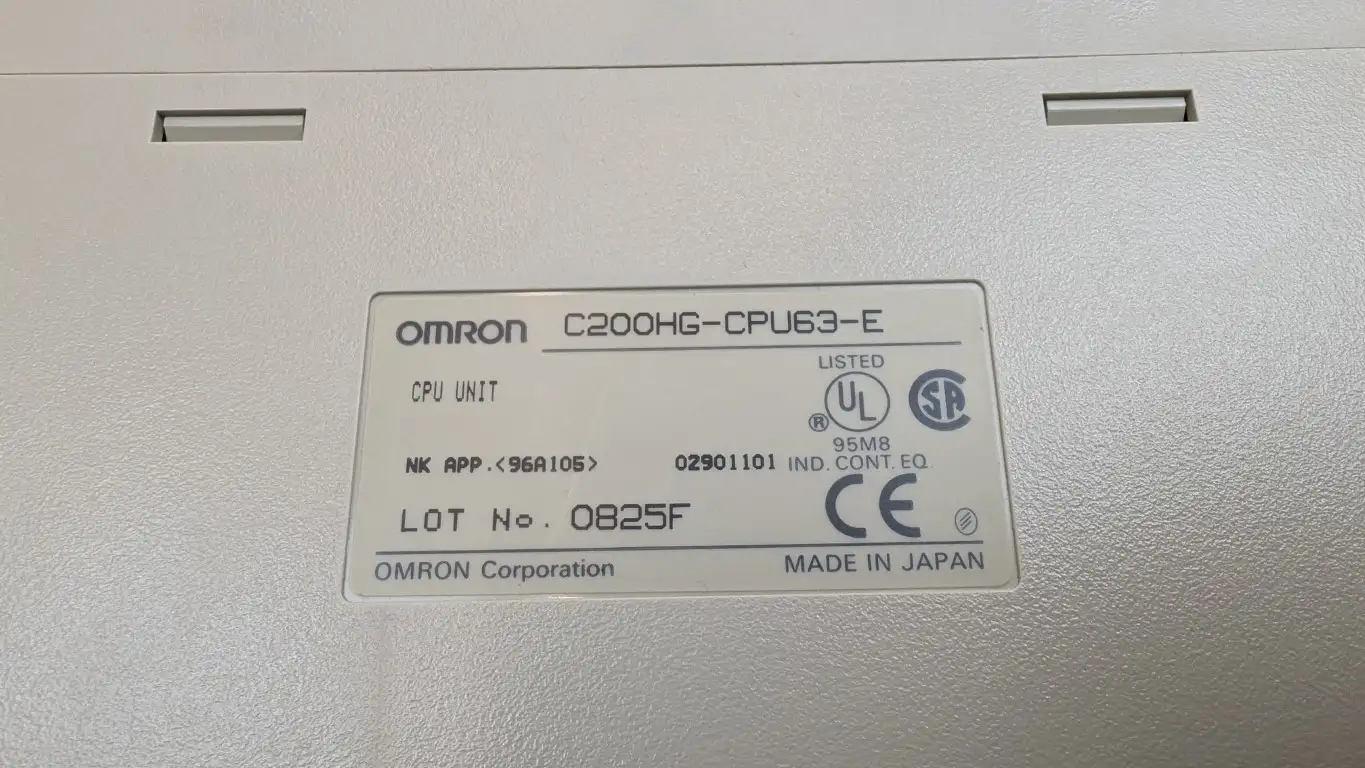 OMRON C200HG-CPU63-E
LISTED
CPU UNIT
UL SA
®
95M8
NK APP.<96A105> 02901101 IND. CONT. EQ.
LOT No. 0825F CE
OMRON Corporation MADE IN JAPAN